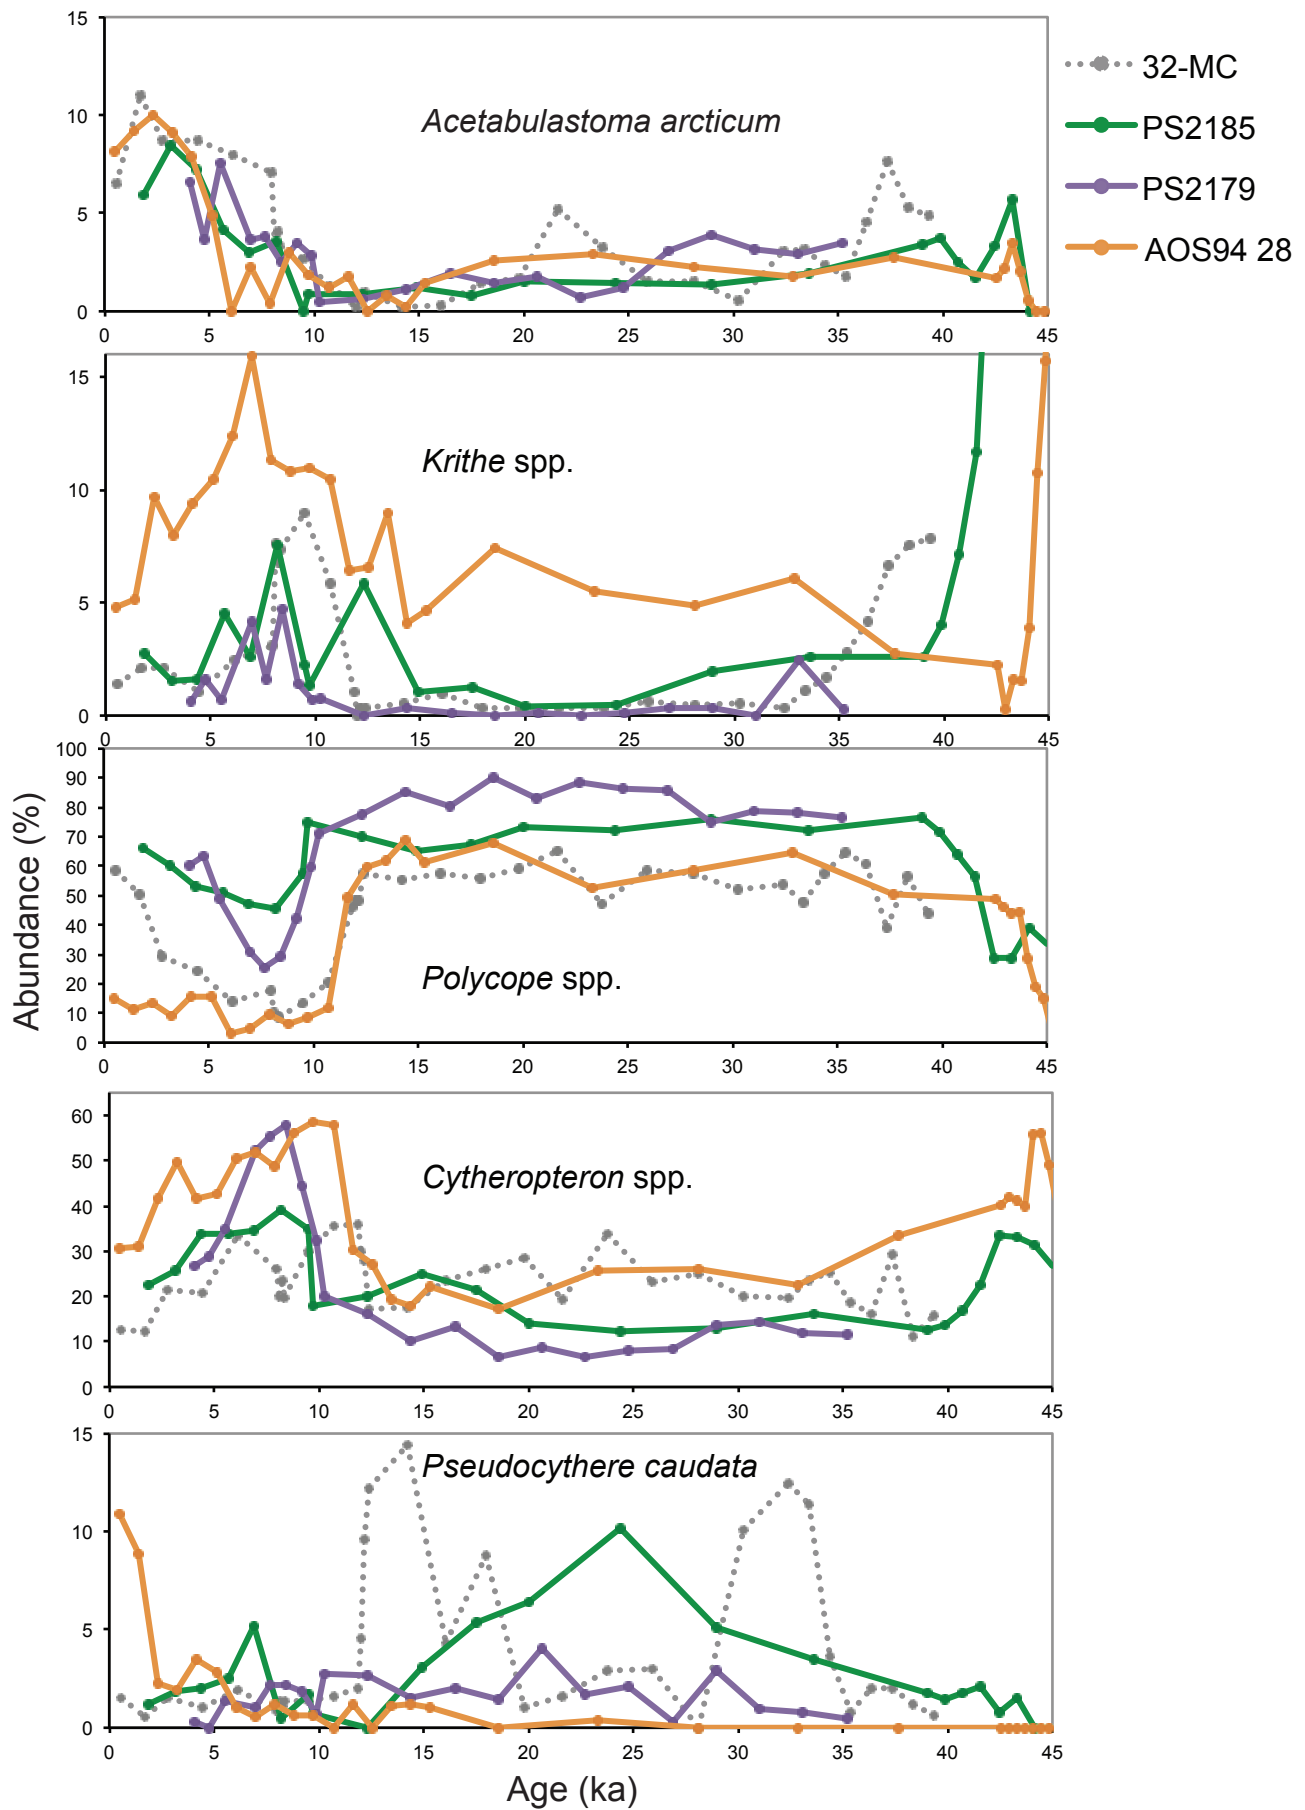 15
10
5
0
0 5 10 15 20 25 30 35 40 45
Acetabulastoma arcticum
32-MC
PS2185
PS2179
AOS94 28
15
10
5
0
0 5 10 15 20 25 30 35 40 45
Krithe spp.
Abundance (%)
100
90
80
70
60
50
40
30
20
10
0
0 5 10 15 20 25 30 35 40 45
Polycope spp.
60
50
40
30
20
10
0
0 5 10 15 20 25 30 35 40 45
Cytheropteron spp.
15
10
5
0
0 5 10 15 20 25 30 35 40 45
Pseudocythere caudata
Age (ka)